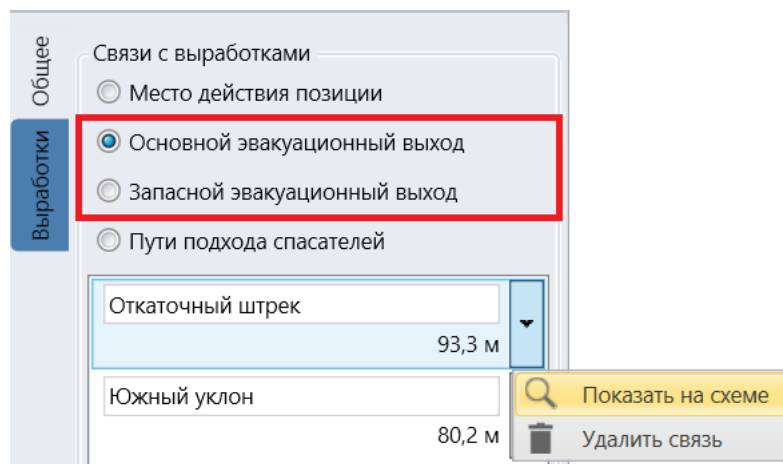 Общее
Выработки
Связи с выработками
Место действия позиции
Основной эвакуационный выход
Запасной эвакуационный выход
Пути подхода спасателей
Откаточный штрек
93,3 м
Южный уклон
80,2 м
Показать на схеме
Удалить связь